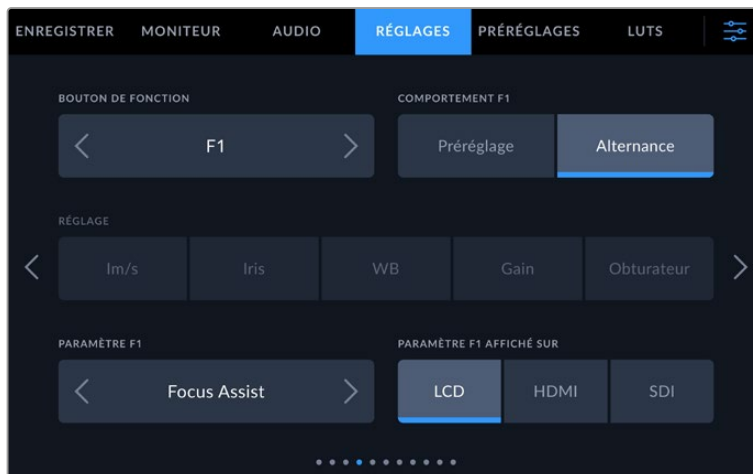 ENREGISTRER MONITEUR AUDIO RÉGLAGES PRÉRÉGLAGES LUTS
BOUTON DE FONCTION COMPORTEMENT F1
F1 Préréglage Alternance
RÉGLAGE
Im/s Iris WB Gain Obturateur
PARAMÈTRE F1 PARAMÈTRE F1 AFFICHÉ SUR
Focus Assist LCD HDMI SDI